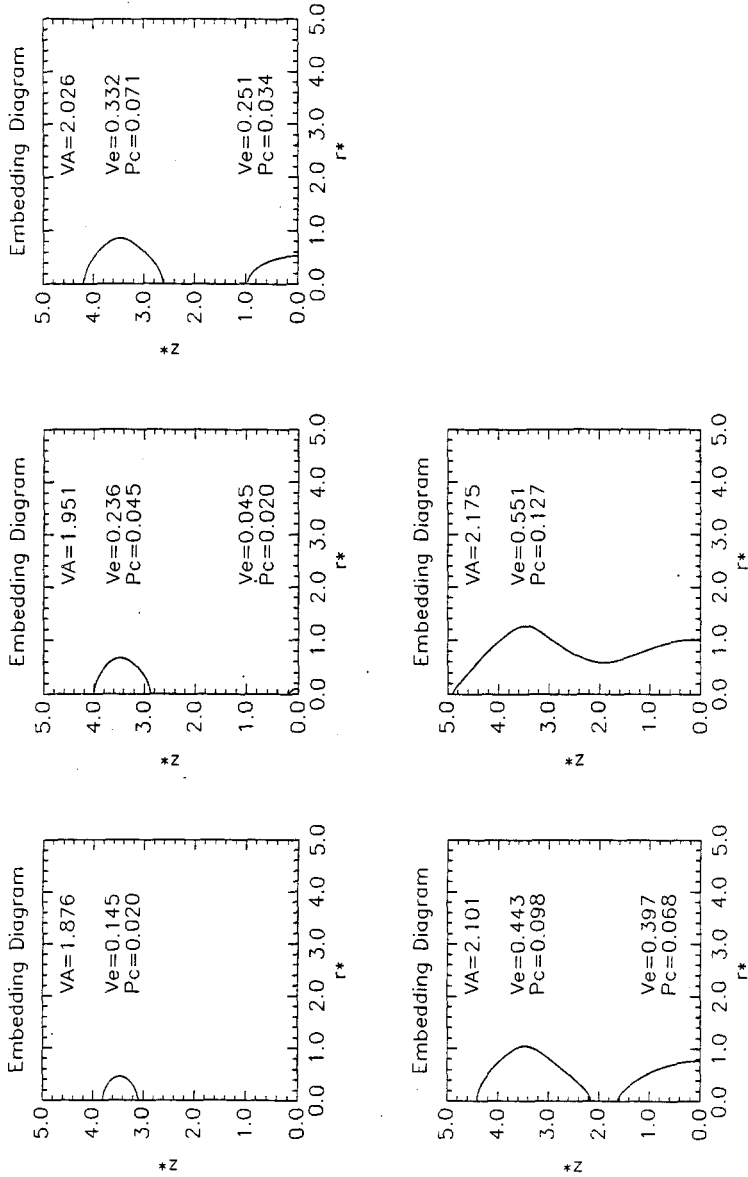 Embedding Diagram
VA=1.876
Ve=0.145
Pc=0.020
5.0
4.0
3.0
2.0
1.0
0.0
z*
0.0 1.0 2.0 3.0 4.0 5.0
r*
Embedding Diagram
VA=1.951
Ve=0.236
Pc=0.045
Ve=0.045
Pc=0.020
5.0
4.0
3.0
2.0
1.0
0.0
z*
0.0 1.0 2.0 3.0 4.0 5.0
r*
Embedding Diagram
VA=2.026
Ve=0.332
Pc=0.071
Ve=0.251
Pc=0.034
5.0
4.0
3.0
2.0
1.0
0.0
z*
0.0 1.0 2.0 3.0 4.0 5.0
r*
Embedding Diagram
VA=2.101
Ve=0.443
Pc=0.098
Ve=0.397
Pc=0.068
5.0
4.0
3.0
2.0
1.0
0.0
z*
0.0 1.0 2.0 3.0 4.0 5.0
r*
Embedding Diagram
VA=2.175
Ve=0.551
Pc=0.127
5.0
4.0
3.0
2.0
1.0
0.0
z*
0.0 1.0 2.0 3.0 4.0 5.0
r*